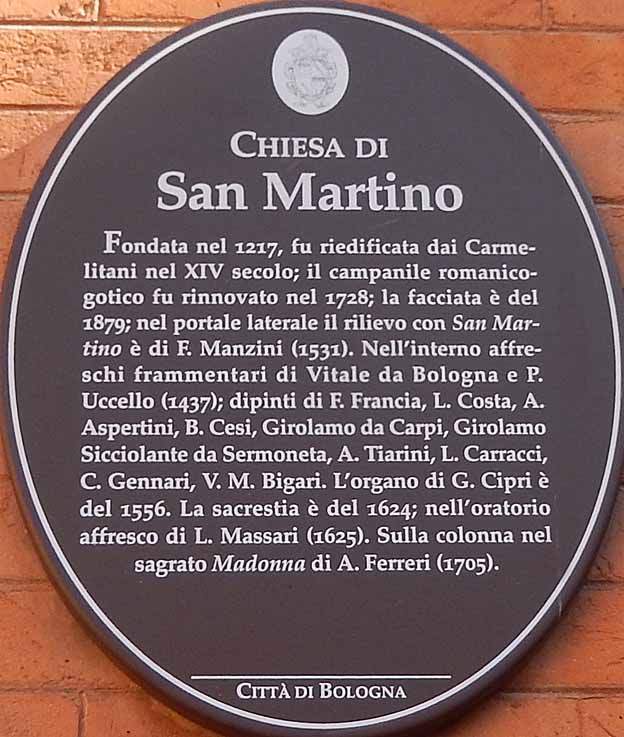 CHIESA DI
San Martino
Fondata nel 1217, fu riedificata dai Carme-
litani nel XIV secolo; il campanile romanico-
gotico fu rinnovato nel 1728; la facciata è del
1879; nel portale laterale il rilievo con San Mar-
tino è di F. Manzini (1531). Nell'interno affre-
schi frammentari di Vitale da Bologna e P.
Uccello (1437); dipinti di F. Francia, L. Costa, A.
Aspertini, B. Cesi, Girolamo da Carpi, Girolamo
Sicciolante da Sermoneta, A. Tiarini, L. Carracci,
C. Gennari, V. M. Bigari. L'organo di G. Cipri è
del 1556. La sacrestia è del 1624; nell'oratorio
affresco di L. Massari (1625). Sulla colonna nel
sagrato Madonna di A. Ferreri (1705).
CITTÀ DI BOLOGNA